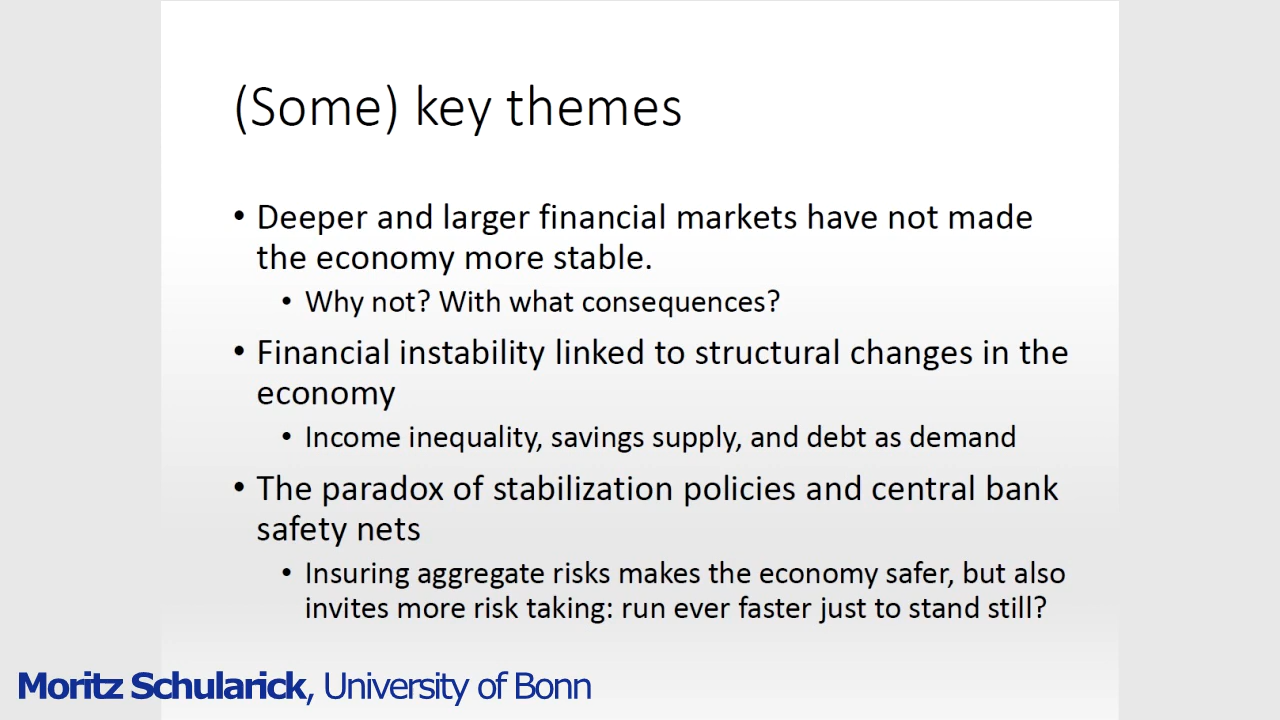 (Some) key themes
• Deeper and larger financial markets have not made
the economy more stable.
• Why not? With what consequences?
• Financial instability linked to structural changes in the
economy
• Income inequality, savings supply, and debt as demand
• The paradox of stabilization policies and central bank
safety nets
• Insuring aggregate risks makes the economy safer, but also
invites more risk taking: run ever faster just to stand still?
Moritz Schularick, University of Bonn